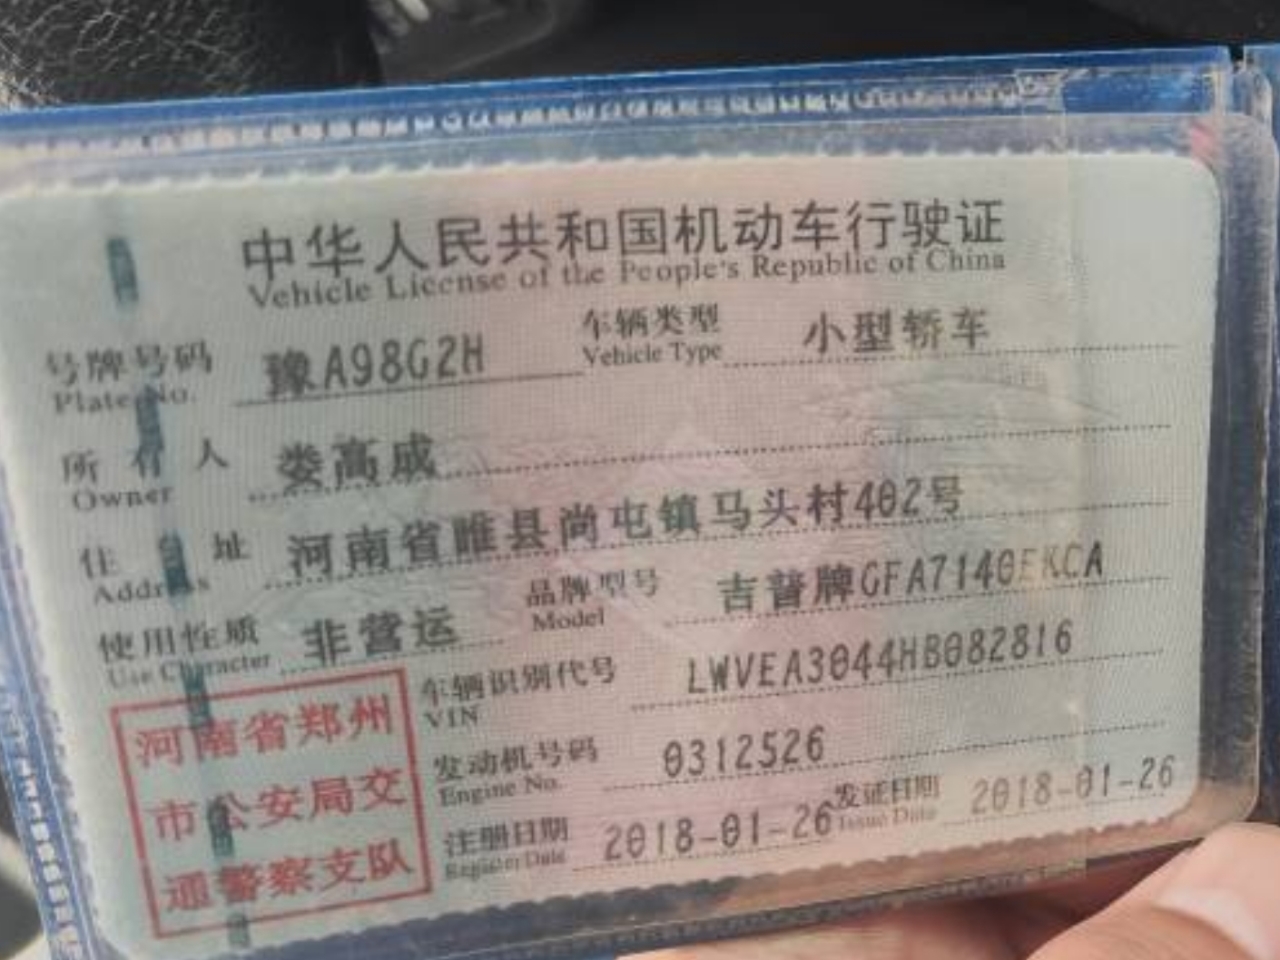 中华人民共和国机动车行驶证
Vehicle License of the People's Republic of China
号牌号码 豫A98G2H 车辆类型 小型轿车
Plate No. Vehicle Type
所有人 娄高成
Owner
住址 河南省睢县尚屯镇马头村402号
Address
使用性质 非营运 品牌型号 吉普牌GFA7140EKCA
Use Character Model
车辆识别代号 LWVEA3044HB082816
VIN
发动机号码 0312526
Engine No.
注册日期 2018-01-26 发证日期 2018-01-26
Register Date Issue Date
河南省郑州
市公安局交
通警察支队